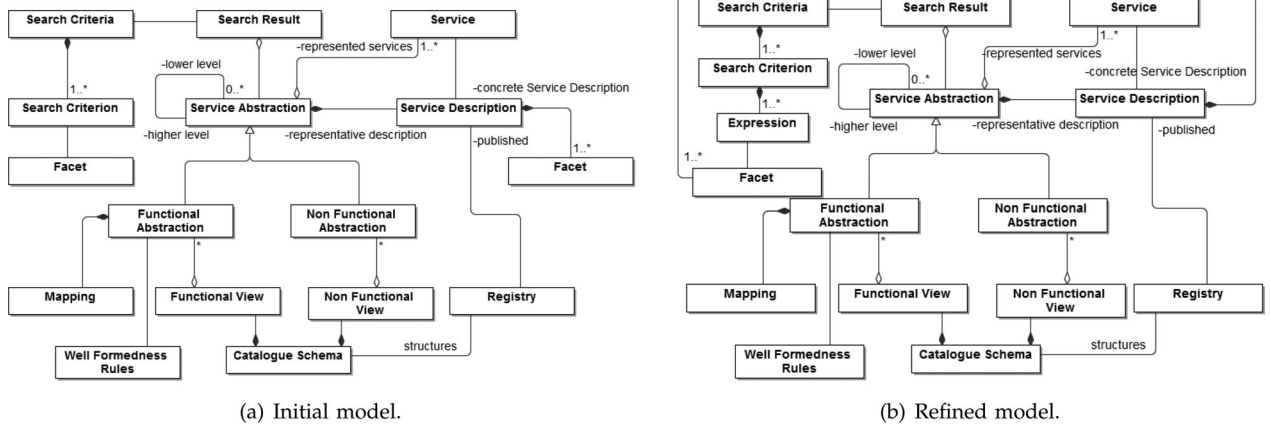 Search Criteria
Search Result
Service
-represented services
1..*
-lower level
-concrete Service Description
1..*
0..*
Search Criterion
Service Abstraction
Service Description
-higher level
-representative description
-published
1..*
Facet
Facet
Functional
Abstraction
Non Functional
Abstraction
*
*
Mapping
Functional View
Non Functional
View
Registry
structures
Well Formedness
Rules
Catalogue Schema
(a) Initial model.
Search Criteria
Search Result
Service
1..*
1..*
-represented services
-lower level
Search Criterion
-concrete Service Description
0..*
1..*
Service Abstraction
Service Description
Expression
-higher level
-representative description
-published
1..*
Facet
Functional
Abstraction
Non Functional
Abstraction
*
*
Mapping
Functional View
Non Functional
View
Registry
structures
Well Formedness
Rules
Catalogue Schema
(b) Refined model.